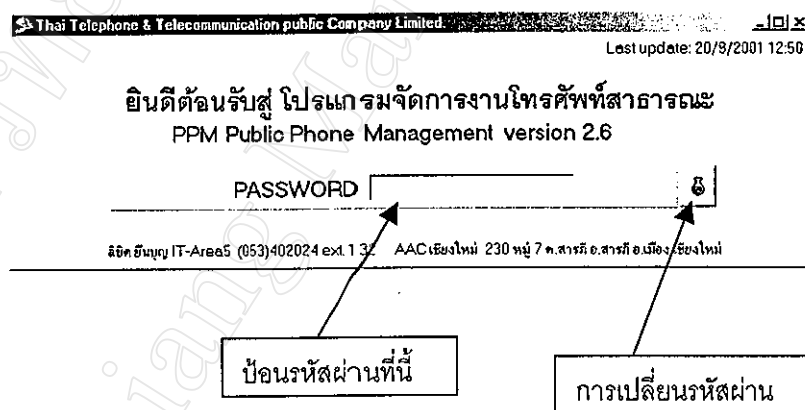 Thai Telephone & Telecommunication public Company Limited.
Last update: 20/9/2001 12:50
ยินดีต้อนรับสู่ โปรแกรมจัดการงานโทรศัพท์สาธารณะ
PPM Public Phone Management version 2.6
PASSWORD
IT-Area5 (053)402024 ext.1 32 AACเชียงใหม่ 230 หมู่ 7 ต.สารภี อ.สารภี อ.เมือง เชียงใหม่
ป้อนรหัสผ่านที่นี้
การเปลี่ยนรหัสผ่าน